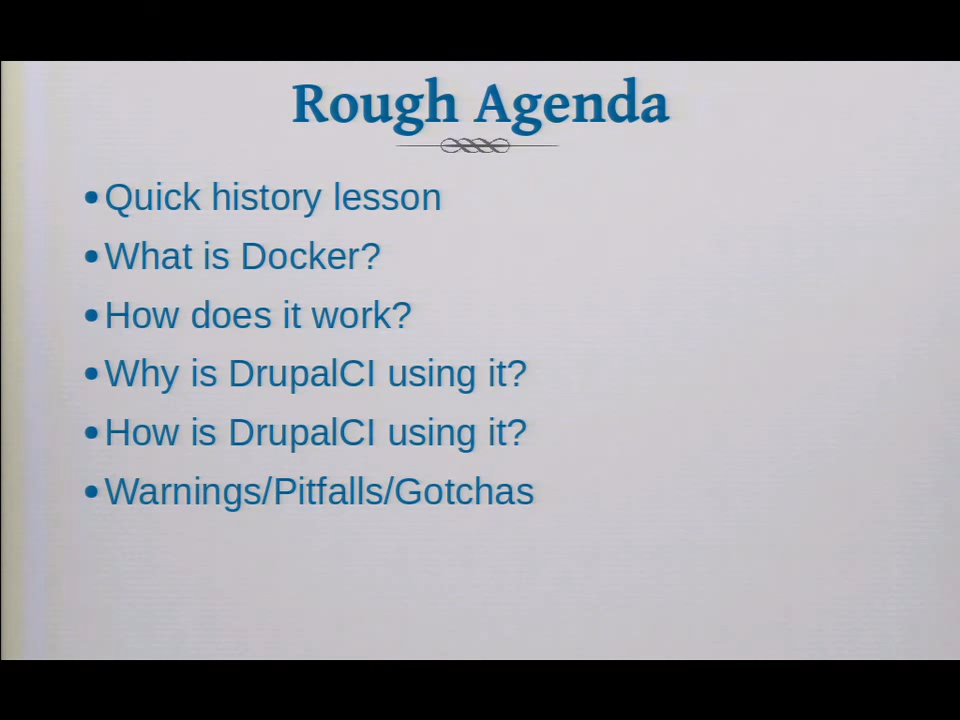 Rough Agenda
•Quick history lesson
•What is Docker?
•How does it work?
•Why is DrupalCI using it?
•How is DrupalCI using it?
•Warnings/Pitfalls/Gotchas